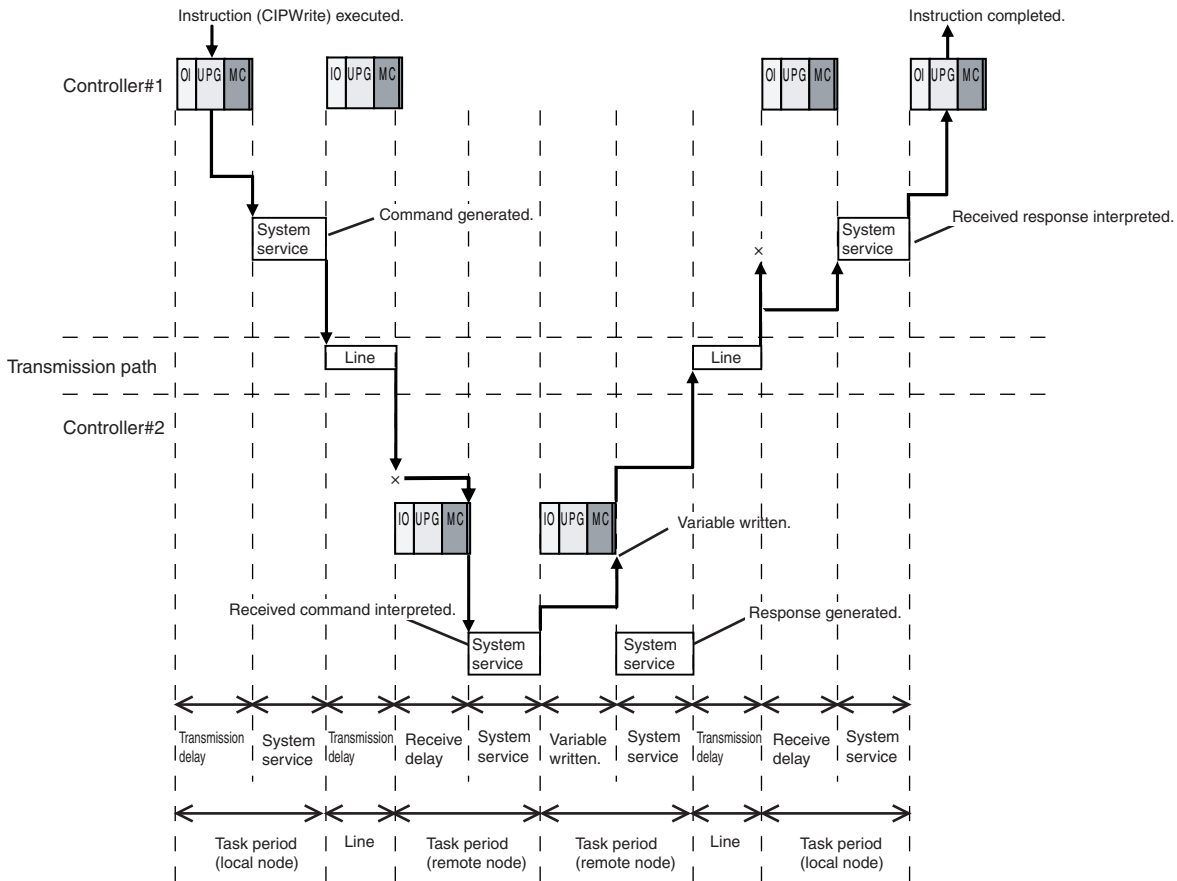 Instruction (CIPWrite) executed.
Instruction completed.
Controller#1
OI UPG MC
IO UPG MC
OI UPG MC
OI UPG MC
Command generated.
System
service
System
service
Received response interpreted.
×
Transmission path
Line
Line
Controller#2
×
IO UPG MC
IO UPG MC
Variable written.
Received command interpreted.
Response generated.
System
service
System
service
Transmission
delay
System
service
Transmission
delay
Receive
delay
System
service
Variable
written.
System
service
Transmission
delay
Receive
delay
System
service
Task period
(local node)
Line
Task period
(remote node)
Task period
(remote node)
Line
Task period
(local node)